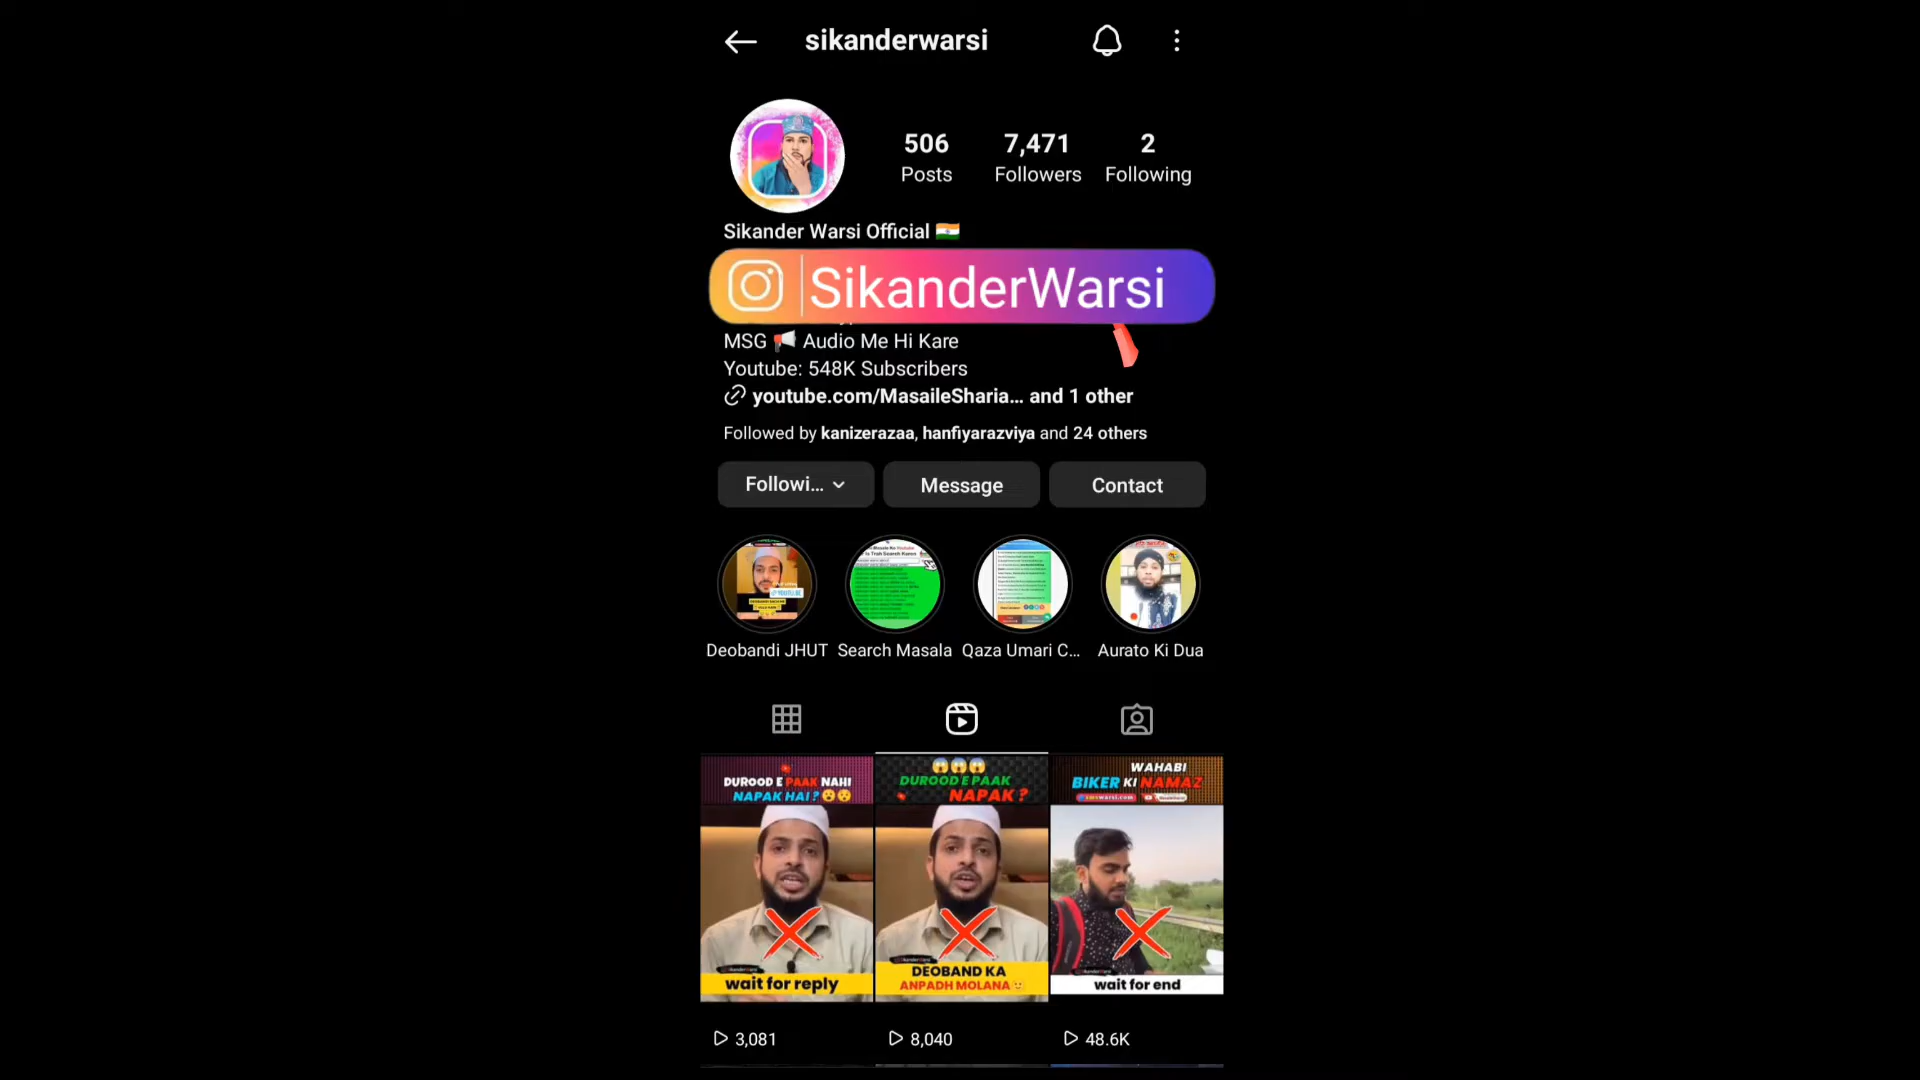 sikanderwarsi
506
7,471
2
Posts
Followers
Following
Sikander Warsi Official 🇮🇳
SikanderWarsi
MSG 📢 Audio Me Hi Kare
Youtube: 548K Subscribers
youtube.com/MasaileSharia... and 1 other
Followed by kanizerazaa, hanfiyarazviya and 24 others
Followi...
Message
Contact
Deobandi JHUT
Search Masala
Qaza Umari C...
Aurato Ki Dua
DUROOD E PAAK NAHI
NAPAK HAI ? 😮😮
wait for reply
3,081
😱😱😱
DUROOD E PAAK
NAPAK ?
DEOBAND KA
ANPADH MOLANA
8,040
WAHABI
BIKER KI NAMAZ
wait for end
48.6K